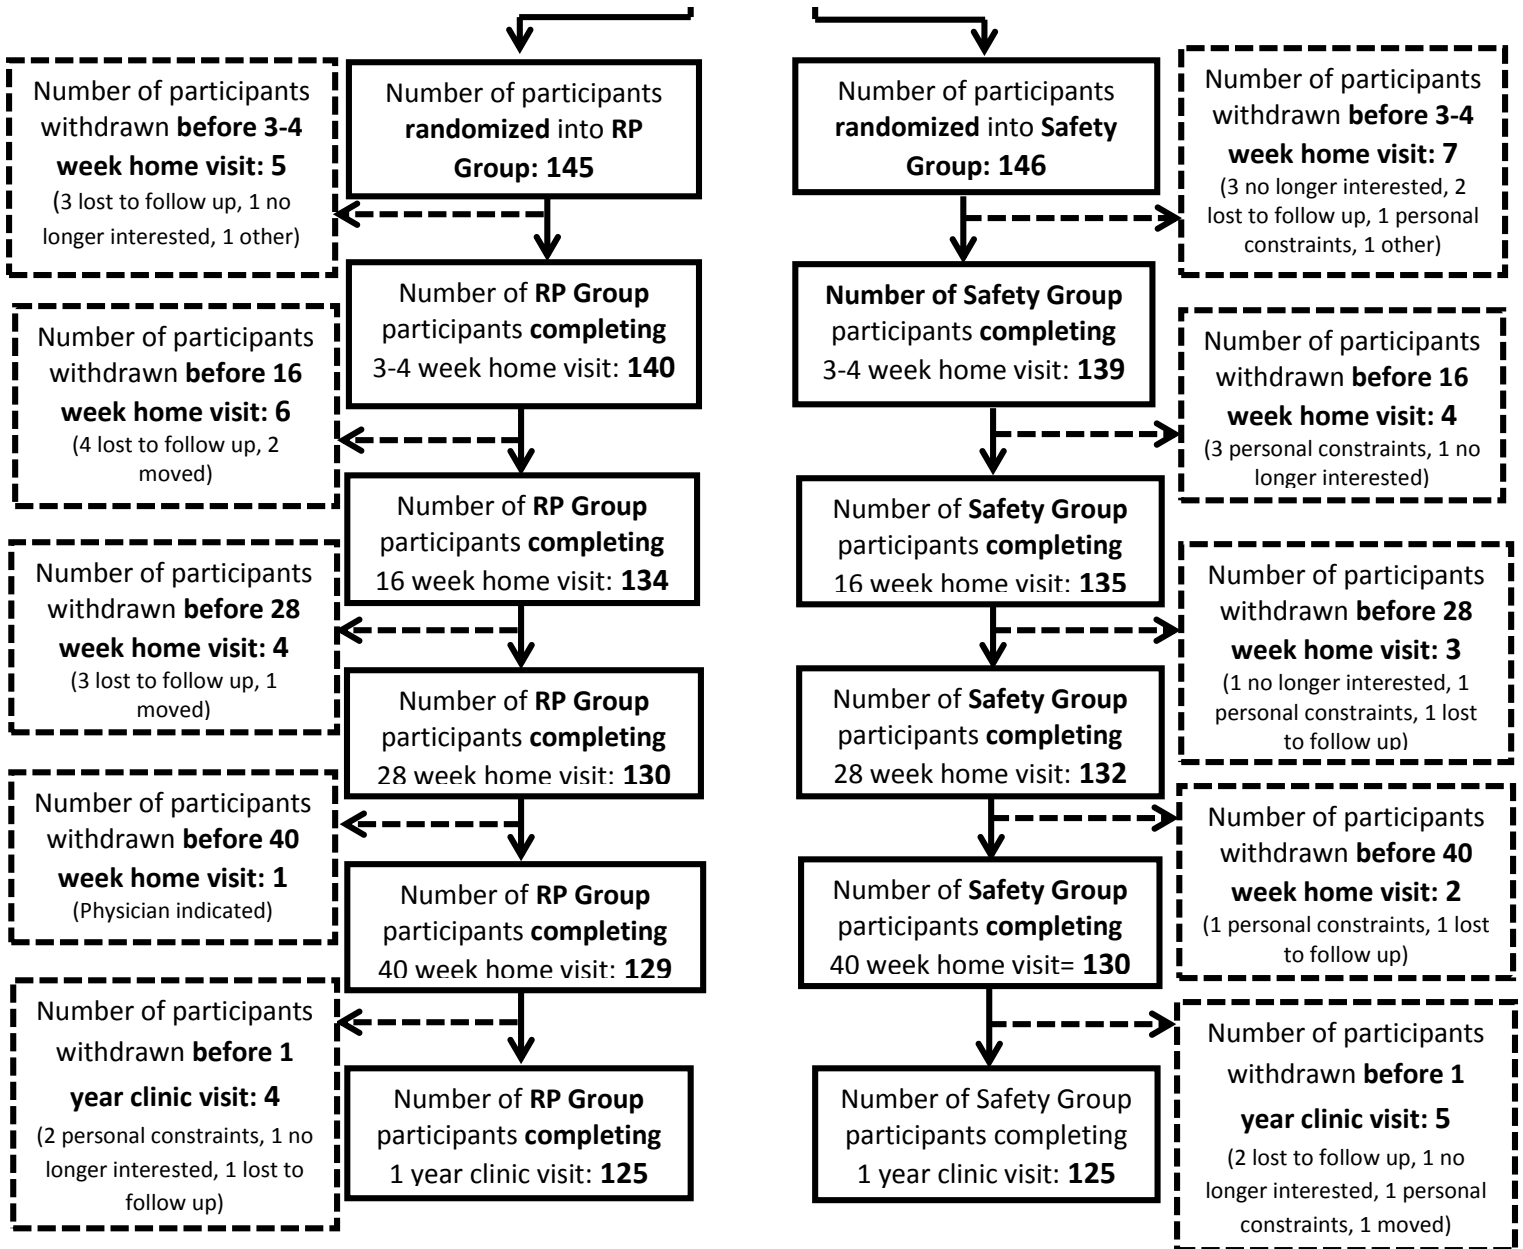 Number of participants
withdrawn before 3-4
week home visit: 5
(3 lost to follow up, 1 no
longer interested, 1 other)
Number of participants
randomized into RP
Group: 145
Number of participants
randomized into Safety
Group: 146
Number of participants
withdrawn before 3-4
week home visit: 7
(3 no longer interested, 2
lost to follow up, 1 personal
constraints, 1 other)
Number of RP Group
participants completing
3-4 week home visit: 140
Number of Safety Group
participants completing
3-4 week home visit: 139
Number of participants
withdrawn before 16
week home visit: 6
(4 lost to follow up, 2
moved)
Number of participants
withdrawn before 16
week home visit: 4
(3 personal constraints, 1 no
longer interested)
Number of RP Group
participants completing
16 week home visit: 134
Number of Safety Group
participants completing
16 week home visit: 135
Number of participants
withdrawn before 28
week home visit: 4
(3 lost to follow up, 1
moved)
Number of participants
withdrawn before 28
week home visit: 3
(1 no longer interested, 1
personal constraints, 1 lost
to follow up)
Number of RP Group
participants completing
28 week home visit: 130
Number of Safety Group
participants completing
28 week home visit: 132
Number of participants
withdrawn before 40
week home visit: 1
(Physician indicated)
Number of participants
withdrawn before 40
week home visit: 2
(1 personal constraints, 1 lost
to follow up)
Number of RP Group
participants completing
40 week home visit: 129
Number of Safety Group
participants completing
40 week home visit= 130
Number of participants
withdrawn before 1
year clinic visit: 4
(2 personal constraints, 1 no
longer interested, 1 lost to
follow up)
Number of RP Group
participants completing
1 year clinic visit: 125
Number of Safety Group
participants completing
1 year clinic visit: 125
Number of participants
withdrawn before 1
year clinic visit: 5
(2 lost to follow up, 1 no
longer interested, 1 personal
constraints, 1 moved)